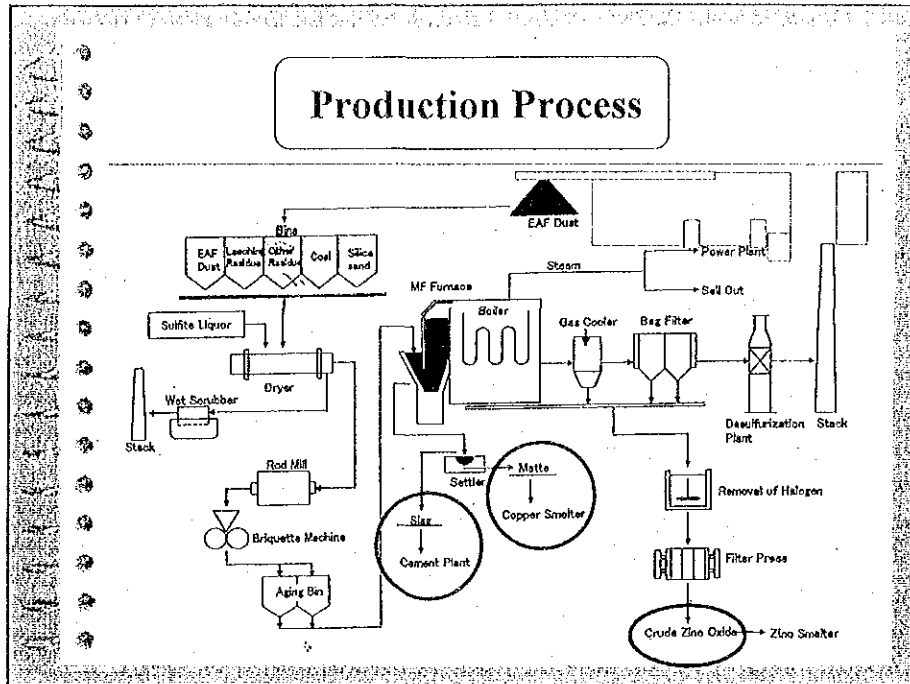 Production Process
EAF Dust
Bins
EAF
Dust
Leaching
Residue
Other
Residue
Coal
Silica
sand
Power Plant
Steam
Sell Out
MF Furnace
Boiler
Gas Cooler
Bag Filter
Sulfite Liquor
Dryer
Wet Scrubber
Stack
Desulfurization
Plant
Stack
Rod Mill
Settler
Matte
Copper Smelter
Removal of Halogen
Slag
Cement Plant
Briquette Machine
Filter Press
Aging Bin
Crude Zinc Oxide
Zinc Smelter